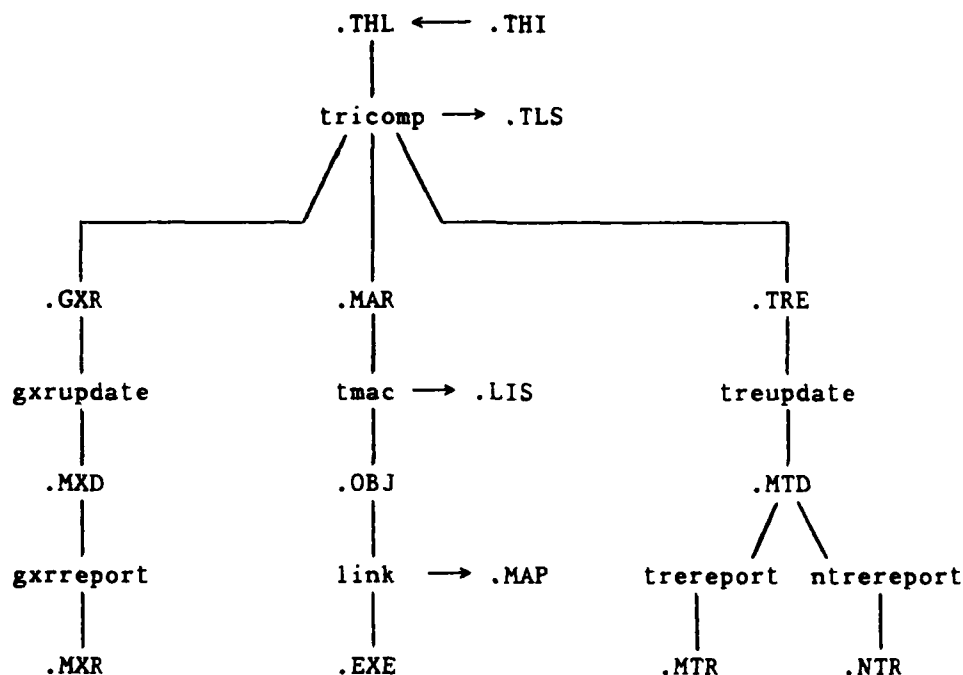 .THL ← .THI
tricomp → .TLS
.GXR .MAR .TRE
gxrupdate tmac → .LIS treupdate
.MXD .OBJ .MTD
gxrreport link → .MAP trereport ntrereport
.MXR .EXE .MTR .NTR